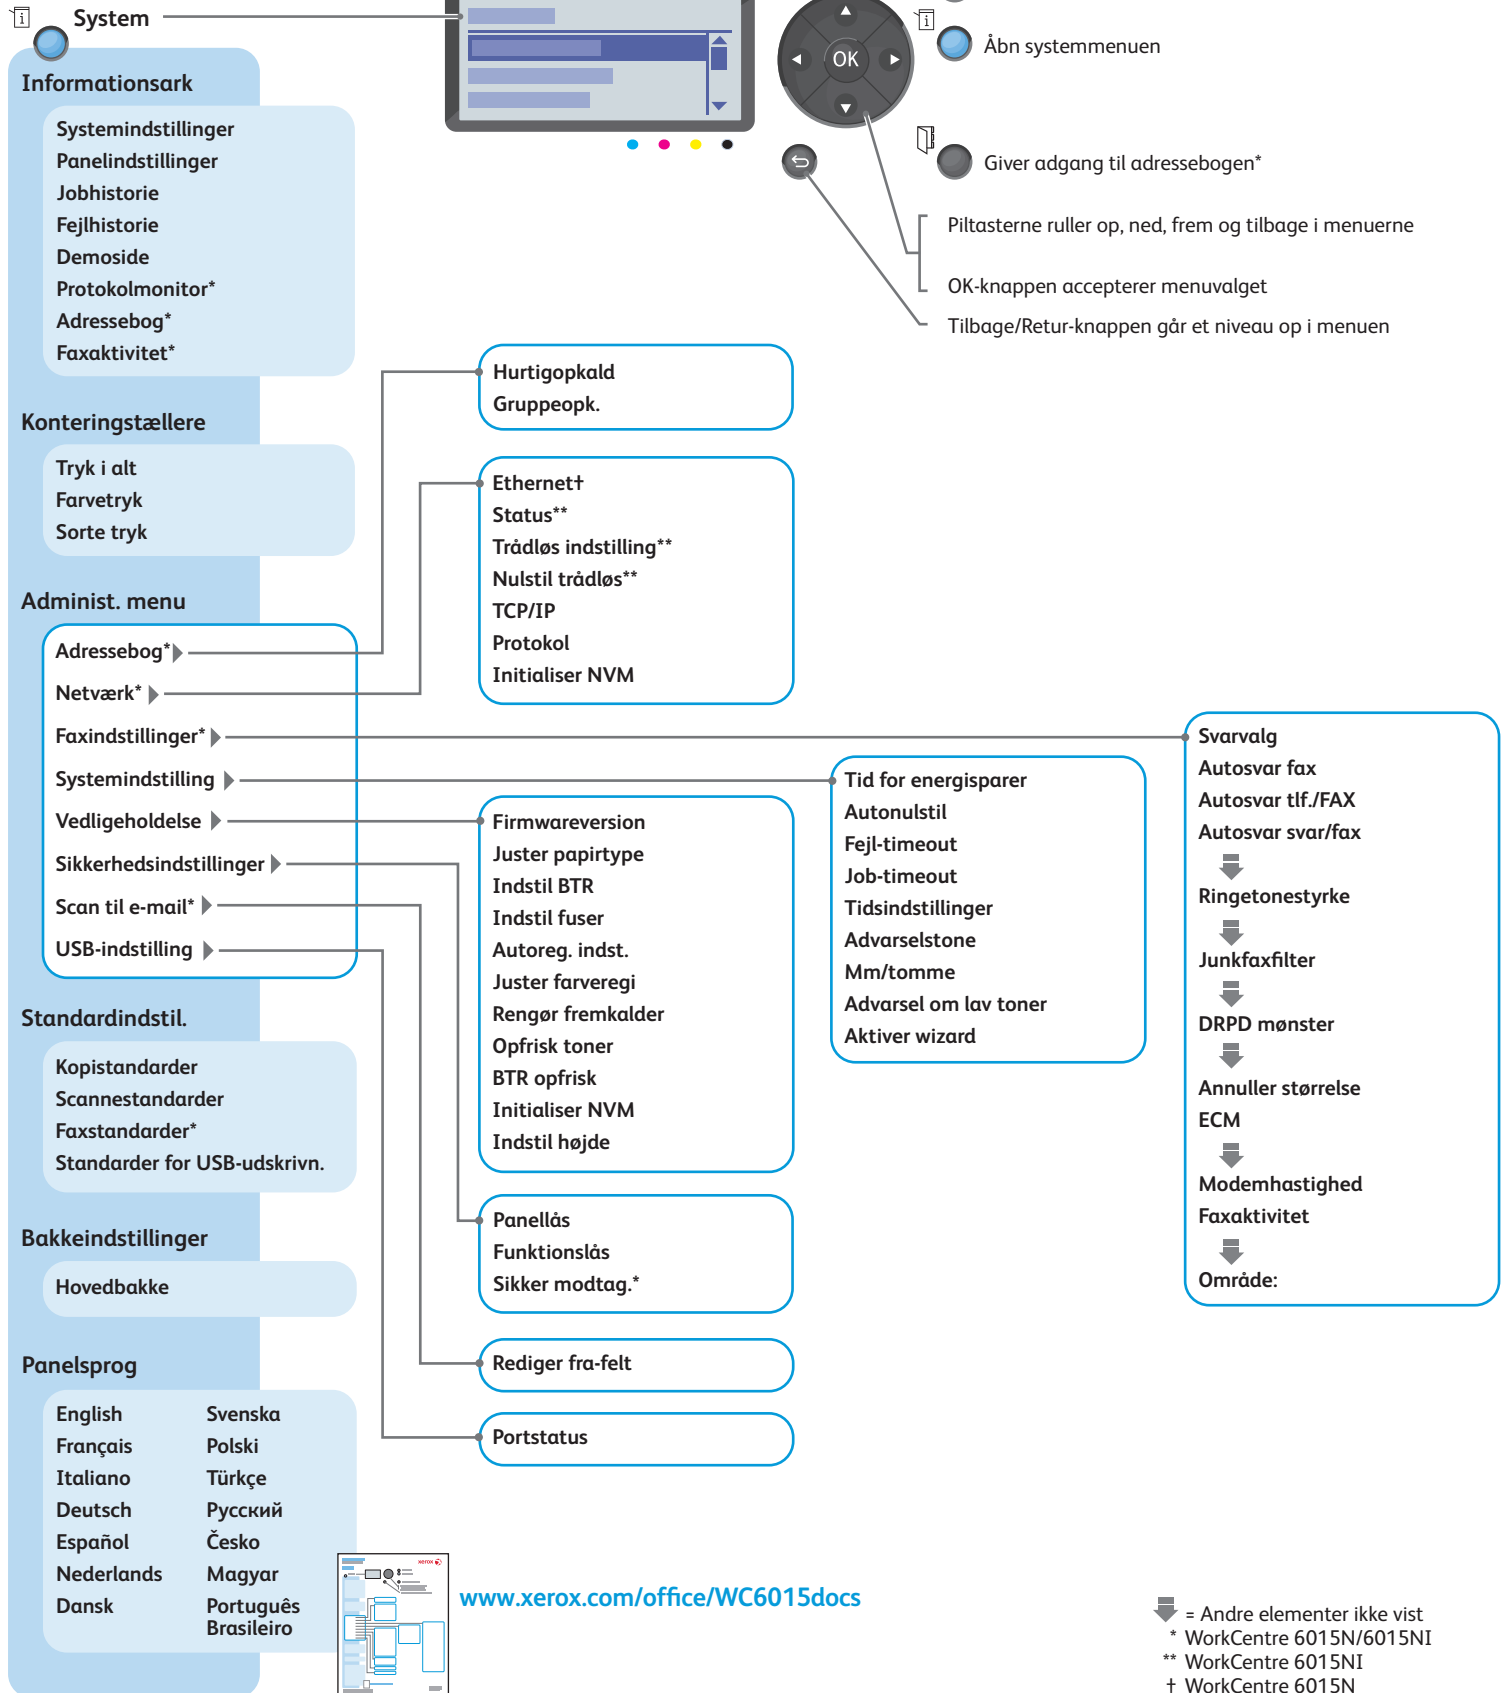 System
OK
Åbn systemmenuen
Giver adgang til adressebogen*
Piltasterne ruller op, ned, frem og tilbage i menuerne
OK-knappen accepterer menuvalget
Tilbage/Retur-knappen går et niveau op i menuen
Informationsark
Systemindstillinger
Panelindstillinger
Jobhistorie
Fejlhistorie
Demoside
Protokolmonitor*
Adressebog*
Faxaktivitet*
Konteringstællere
Tryk i alt
Farvetryk
Sorte tryk
Administ. menu
Adressebog*
Netværk*
Faxindstillinger*
Systemindstilling
Vedligeholdelse
Sikkerhedsindstillinger
Scan til e-mail*
USB-indstilling
Standardindstil.
Kopistandarder
Scannestandarder
Faxstandarder*
Standarder for USB-udskrivn.
Bakkeindstillinger
Hovedbakke
Panelsprog
English
Français
Italiano
Deutsch
Español
Nederlands
Dansk
Svenska
Polski
Türkçe
Русский
Česko
Magyar
Português
Brasileiro
Hurtigopkald
Gruppeopk.
Ethernet†
Status**
Trådløs indstilling**
Nulstil trådløs**
TCP/IP
Protokol
Initialiser NVM
Firmwareversion
Juster papirtype
Indstil BTR
Indstil fuser
Autoreg. indst.
Juster farveregi
Rengør fremkalder
Opfrisk toner
BTR opfrisk
Initialiser NVM
Indstil højde
Panellås
Funktionslås
Sikker modtag.*
Rediger fra-felt
Portstatus
Tid for energisparer
Autonulstil
Fejl-timeout
Job-timeout
Tidsindstillinger
Advarselstone
Mm/tomme
Advarsel om lav toner
Aktiver wizard
Svarvalg
Autosvar fax
Autosvar tlf./FAX
Autosvar svar/fax
Ringetonestyrke
Junkfaxfilter
DRPD mønster
Annuller størrelse
ECM
Modemhastighed
Faxaktivitet
Område:
xerox
www.xerox.com/office/WC6015docs
= Andre elementer ikke vist
* WorkCentre 6015N/6015NI
** WorkCentre 6015NI
† WorkCentre 6015N